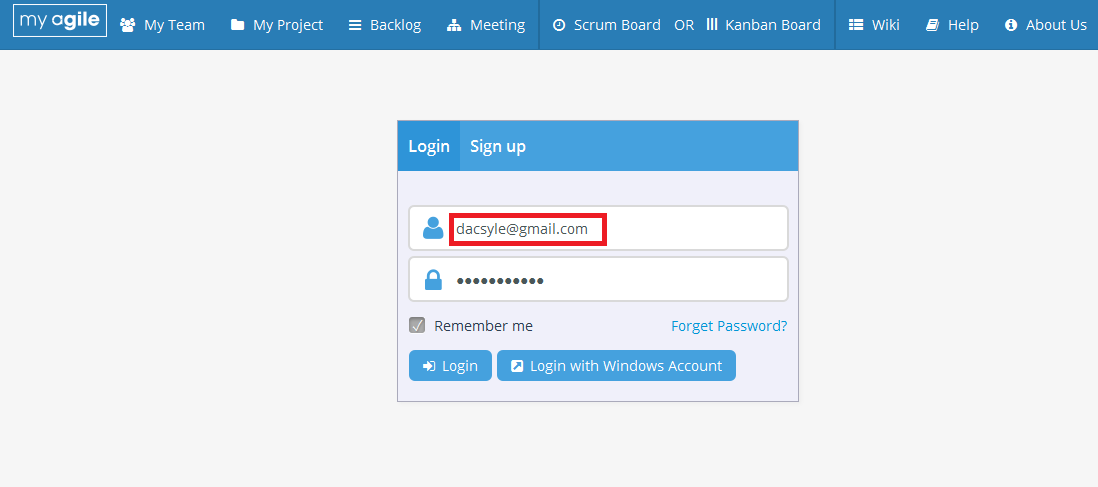 my agile My Team My Project Backlog Meeting Scrum Board OR Kanban Board Wiki Help About Us
Login Sign up
dacsyle@gmail.com
•••••••••••
Remember me Forget Password?
Login Login with Windows Account